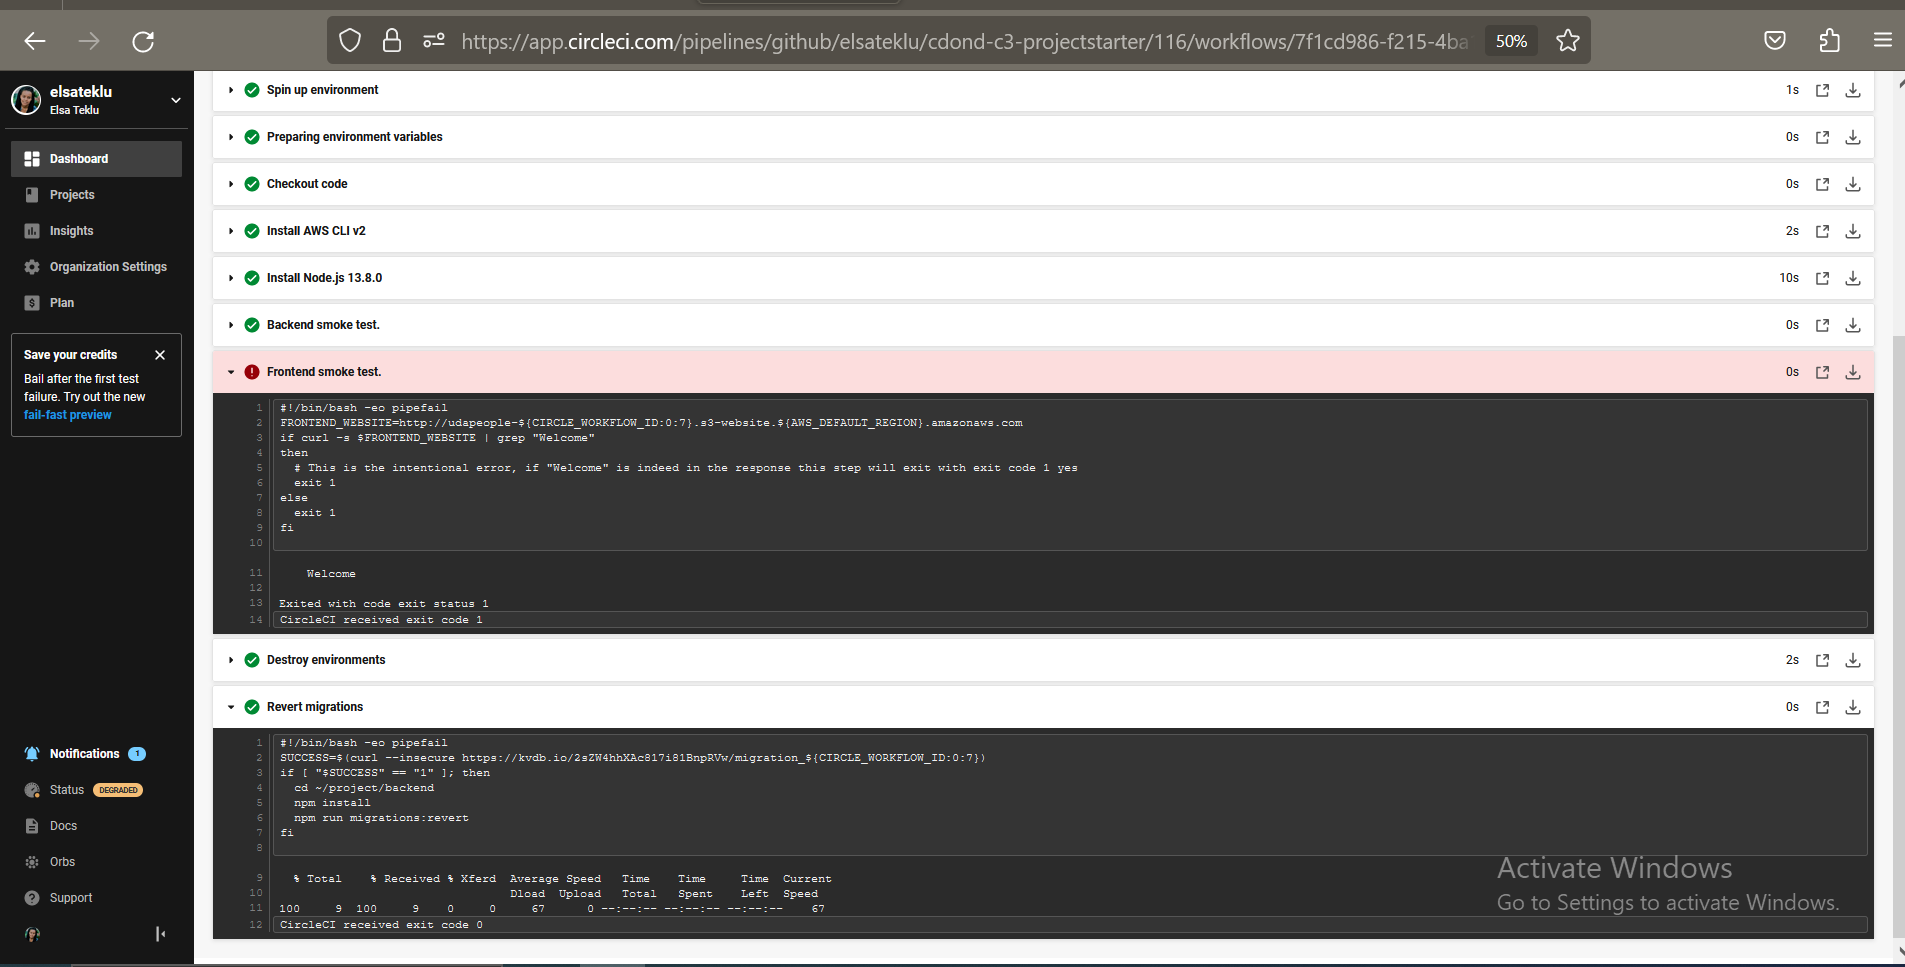 https://app.circleci.com/pipelines/github/elsateklu/cdond-c3-projectstarter/116/workflows/7f1cd986-f215-4ba
50%
elsateklu
Elsa Teklu
Dashboard
Projects
Insights
Organization Settings
Plan
Save your credits
Bail after the first test
failure. Try out the new
fail-fast preview
Notifications 1
Status DEGRADED
Docs
Orbs
Support
Spin up environment 1s
Preparing environment variables 0s
Checkout code 0s
Install AWS CLI v2 2s
Install Node.js 13.8.0 10s
Backend smoke test. 0s
Frontend smoke test. 0s
1 #!/bin/bash -eo pipefail
2 FRONTEND_WEBSITE=http://udapeople-${CIRCLE_WORKFLOW_ID:0:7}.s3-website.${AWS_DEFAULT_REGION}.amazonaws.com
3 if curl -s $FRONTEND_WEBSITE | grep "Welcome"
4 then
5 # This is the intentional error, if "Welcome" is indeed in the response this step will exit with exit code 1 yes
6 exit 1
7 else
8 exit 1
9 fi
10
11 Welcome
12
13 Exited with code exit status 1
14 CircleCI received exit code 1
Destroy environments 2s
Revert migrations 0s
1 #!/bin/bash -eo pipefail
2 SUCCESS=$(curl --insecure https://kvdb.io/2sZW4hhXAc817i81BnpRVw/migration_${CIRCLE_WORKFLOW_ID:0:7})
3 if [ "$SUCCESS" == "1" ]; then
4 cd ~/project/backend
5 npm install
6 npm run migrations:revert
7 fi
8
9 % Total % Received % Xferd Average Speed Time Time Time Current
10 Dload Upload Total Spent Left Speed
11 100 9 100 9 0 0 67 0 --:--:-- --:--:-- --:--:-- 67
12 CircleCI received exit code 0
Activate Windows
Go to Settings to activate Windows.